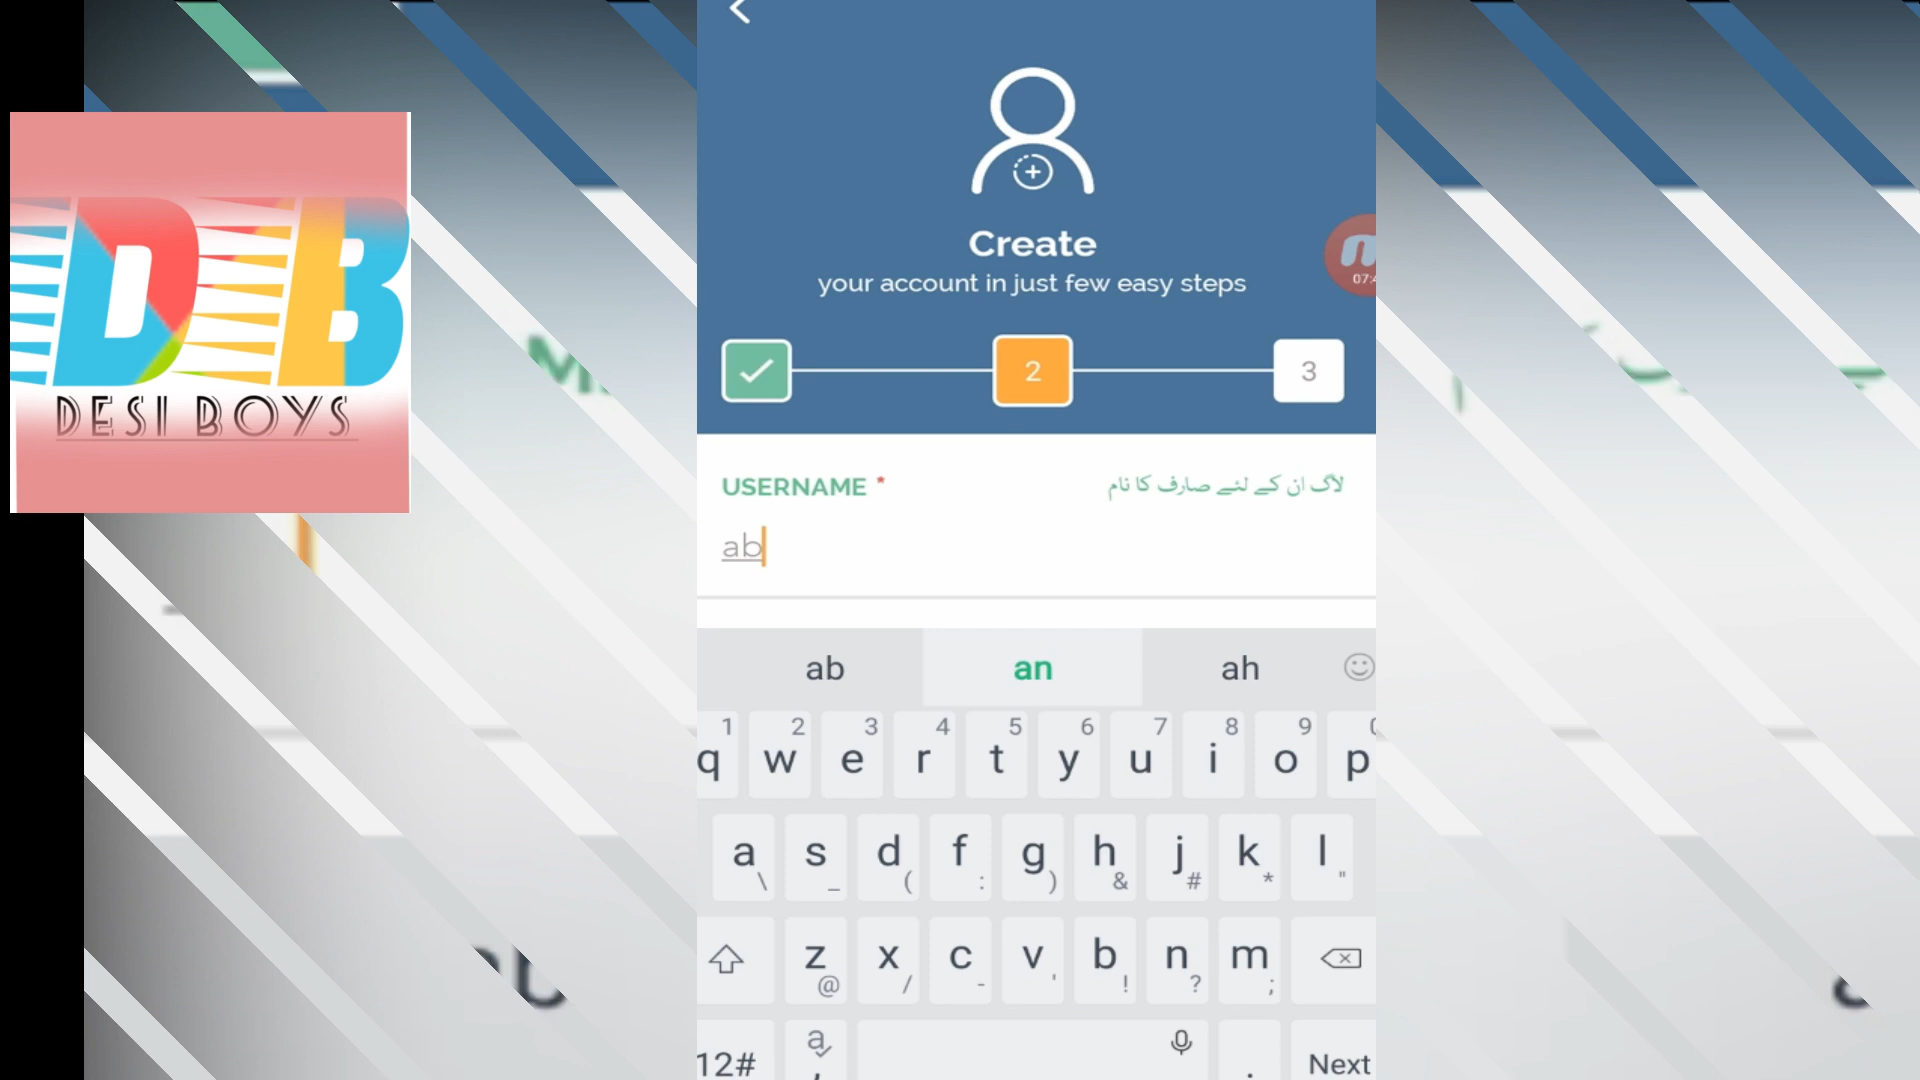 DB
DESI BOYS
Create
your account in just few easy steps
2
3
USERNAME *
لاگ ان کے لئے صارف کا نام
ab
ab an ah
1 2 3 4 5 6 7 8 9
q w e r t y u i o p
a s d f g h j k l
\ _ ( : ) & # * "
z x c v b n m
@ / - ' ! ? ;
12# a , . Next